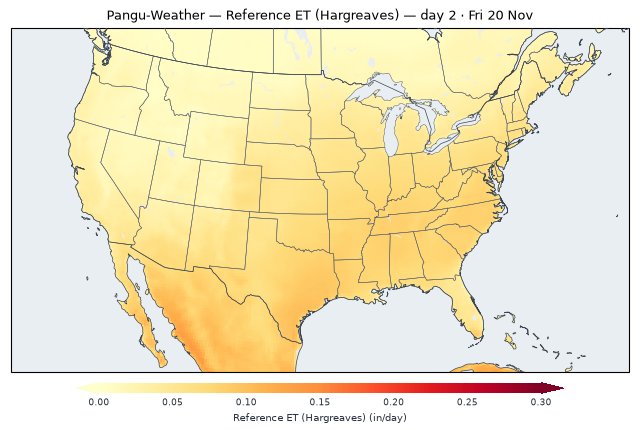 Pangu-Weather — Reference ET (Hargreaves) — day 2 · Fri 20 Nov
0.00 0.05 0.10 0.15 0.20 0.25 0.30
Reference ET (Hargreaves) (in/day)